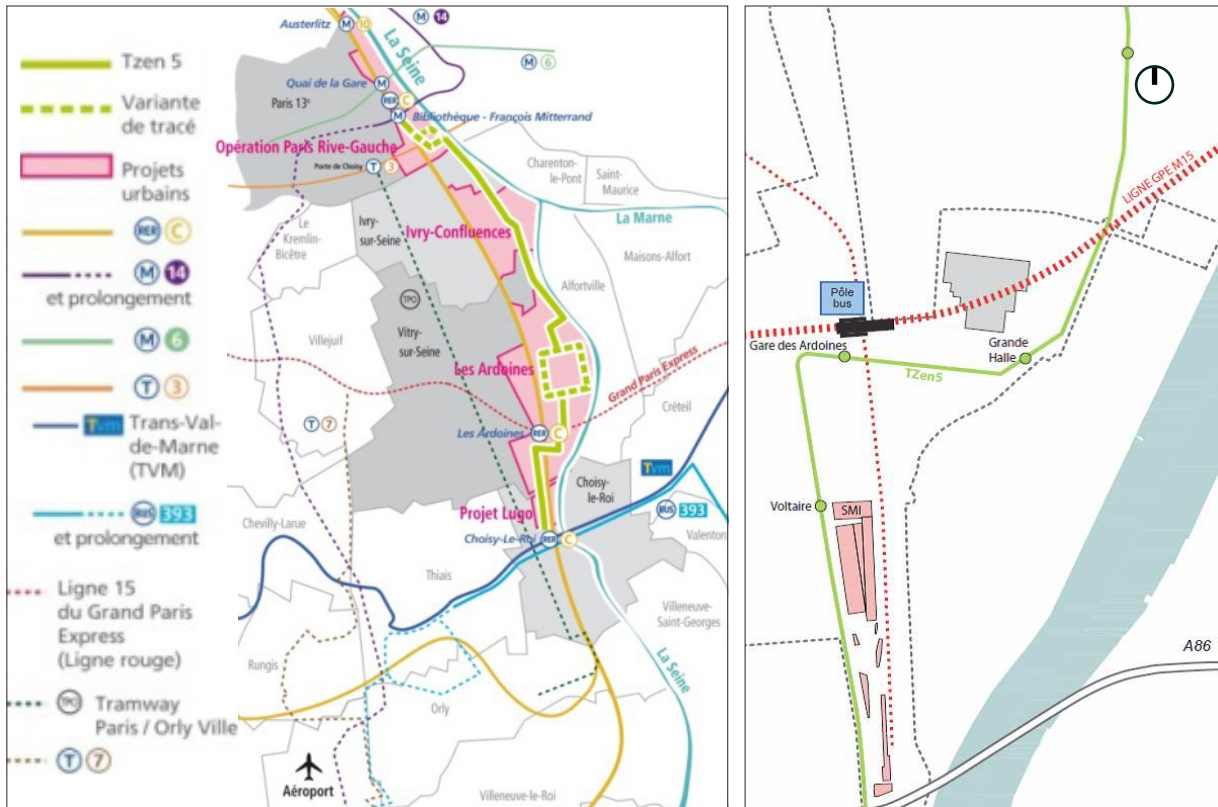 Tzen 5
Variante
de tracé
Projets
urbains
RER C
M 14
et prolongement
M 6
T 3
Tvm Trans-Val-
de-Marne
(TVM)
BUS 393
et prolongement
Ligne 15
du Grand Paris
Express
(Ligne rouge)
TPO Tramway
Paris / Orly Ville
T 7
Austerlitz M 10
M 14
La Seine
M 6
Quai de la Gare M
Paris 13e
RER C
M Bibliothèque - François Mitterrand
Opération Paris Rive-Gauche
Porte de Choisy T 3
Charenton-
le-Pont
Saint-
Maurice
La Marne
Le
Kremlin-
Bicêtre
Ivry-
sur-Seine
Ivry-Confluences
Maisons-Alfort
Alfortville
TPO
Villejuif
Vitry-
sur-Seine
Les Ardoines
Grand Paris Express
Créteil
T 7
Les Ardoines RER C
Tvm
Choisy-
le-Roi
BUS 393
Projet Lugo
Chevilly-Larue
Choisy-Le-Roi RER C
Valenton
Thiais
Villeneuve-
Saint-Georges
Rungis
La Seine
Orly
Aéroport
Villeneuve-le-Roi
LIGNE GPE M15
Pôle
bus
Gare des Ardoines
Grande
Halle
TZen5
Voltaire
SMI
A86